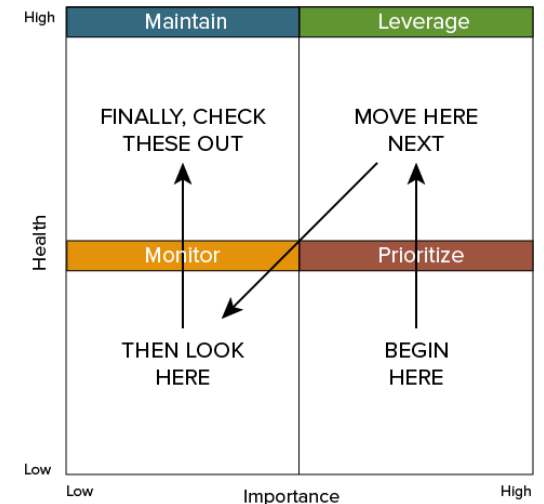 High
Maintain
Leverage
FINALLY, CHECK
THESE OUT
MOVE HERE
NEXT
Health
Monitor
Prioritize
THEN LOOK
HERE
BEGIN
HERE
Low
Low
Importance
High